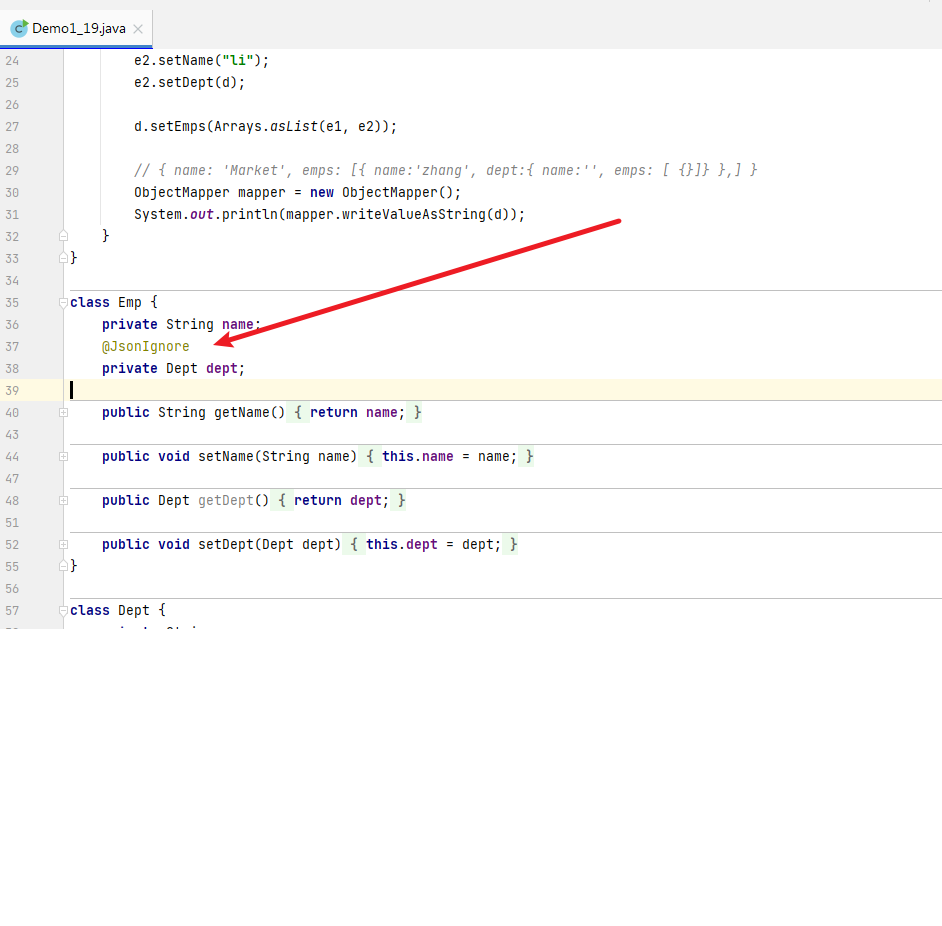 Demo1_19.java
24 e2.setName("li");
25 e2.setDept(d);
26
27 d.setEmps(Arrays.asList(e1, e2));
28
29 // { name: 'Market', emps: [{ name:'zhang', dept:{ name:'', emps: [ {}]} },] }
30 ObjectMapper mapper = new ObjectMapper();
31 System.out.println(mapper.writeValueAsString(d));
32 }
33 }
34
35 class Emp {
36 private String name;
37 @JsonIgnore
38 private Dept dept;
39
40 public String getName() { return name; }
43
44 public void setName(String name) { this.name = name; }
47
48 public Dept getDept() { return dept; }
51
52 public void setDept(Dept dept) { this.dept = dept; }
55 }
56
57 class Dept {